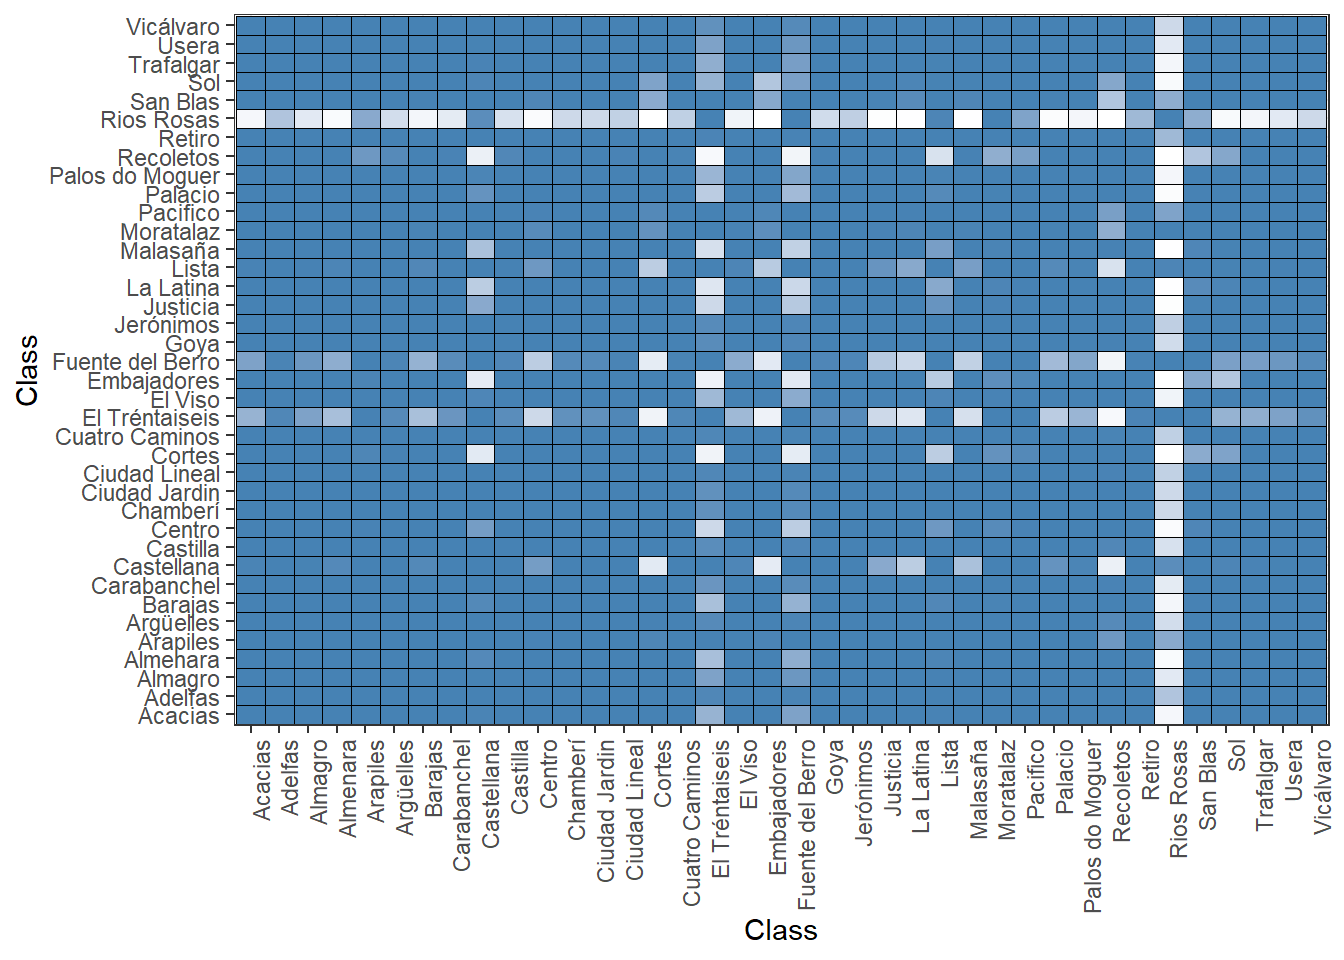 Vicálvaro
Usera
Trafalgar
Sol
San Blas
Rios Rosas
Retiro
Recoletos
Palos do Moguer
Palacio
Pacifico
Moratalaz
Malasaña
Lista
La Latina
Justicia
Jerónimos
Goya
Fuente del Berro
Embajadores
El Viso
El Tréntaiseis
Cuatro Caminos
Cortes
Ciudad Lineal
Ciudad Jardin
Chamberí
Centro
Castilla
Castellana
Carabanchel
Barajas
Argüelles
Arapiles
Almenara
Almagro
Adelfas
Acacias
Class
Acacias
Adelfas
Almagro
Almenara
Arapiles
Argüelles
Barajas
Carabanchel
Castellana
Castilla
Centro
Chamberí
Ciudad Jardin
Ciudad Lineal
Cortes
Cuatro Caminos
El Tréntaiseis
El Viso
Embajadores
Fuente del Berro
Goya
Jerónimos
Justicia
La Latina
Lista
Malasaña
Moratalaz
Pacifico
Palacio
Palos do Moguer
Recoletos
Retiro
Rios Rosas
San Blas
Sol
Trafalgar
Usera
Vicálvaro
Class